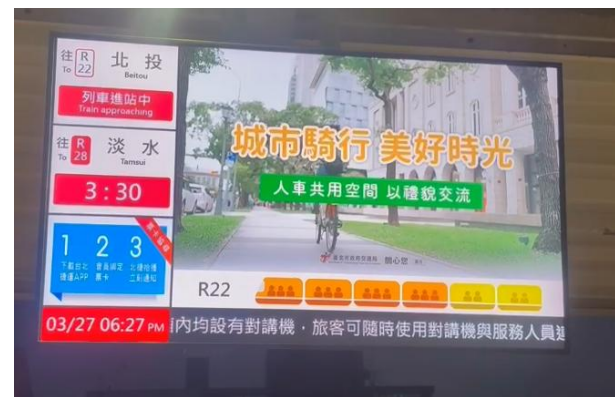 往 R 22 北投
To Beitou
列車進站中
Train approaching
往 R 28 淡水
To Tamsui
3:30
1 2 3
下載台北
捷運APP
03/27 06:27 PM
城市騎行 美好時光
人車共用空間 以禮貌交流
關心您
R22
內均設有對講機，旅客可隨時使用對講機與服務人員